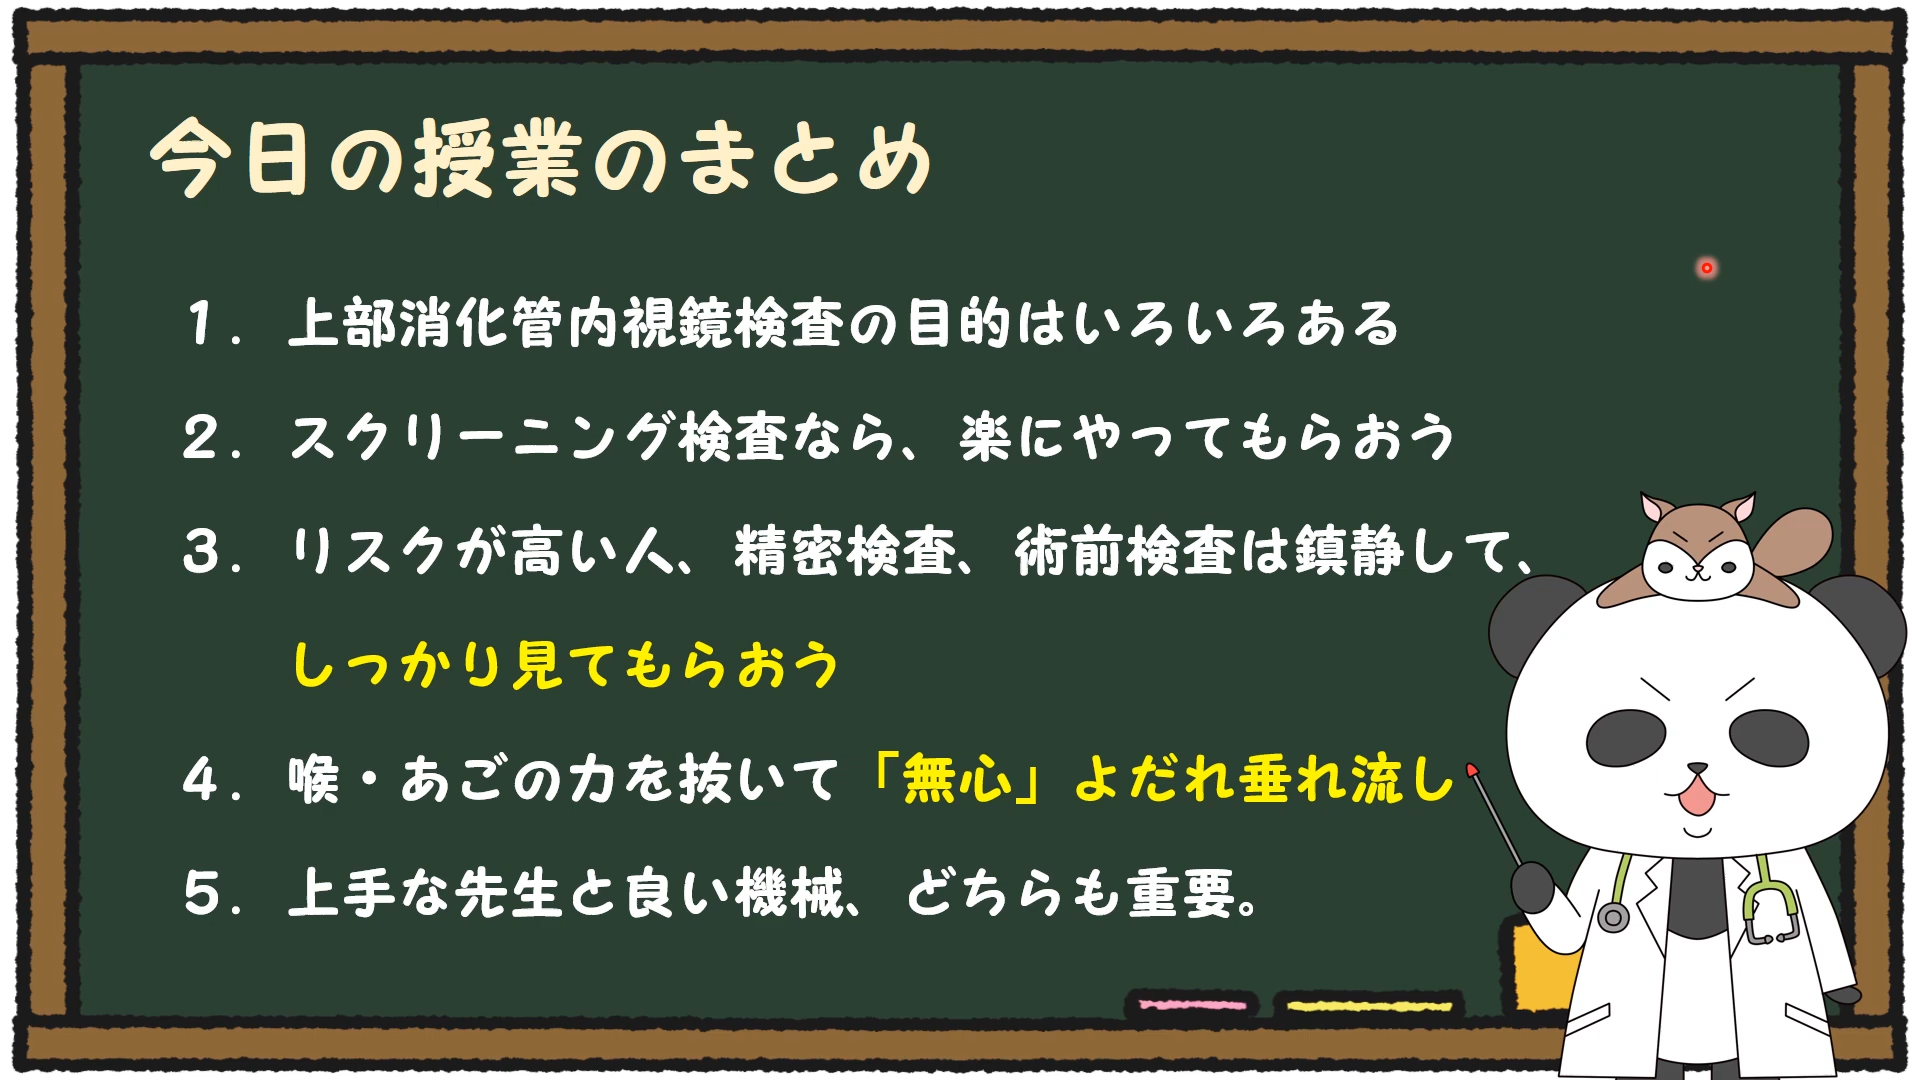 今日の授業のまとめ
1. 上部消化管内視鏡検査の目的はいろいろある
2. スクリーニング検査なら、楽にやってもらおう
3. リスクが高い人、精密検査、術前検査は鎮静して、
しっかり見てもらおう
4. 喉・あごの力を抜いて「無心」よだれ垂れ流し
5. 上手な先生と良い機械、どちらも重要。